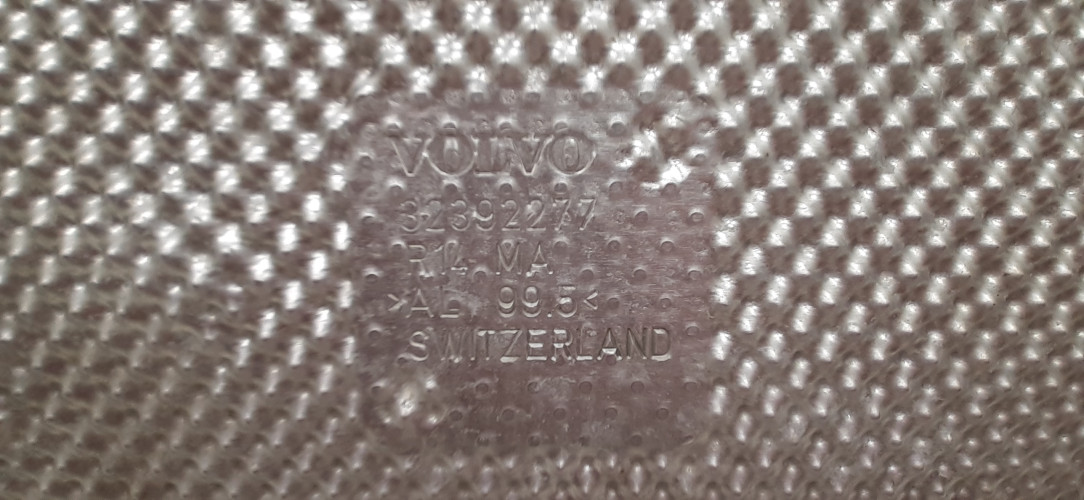 VOLVO
32392277
R14 MA
>AL 99.5<
SWITZERLAND